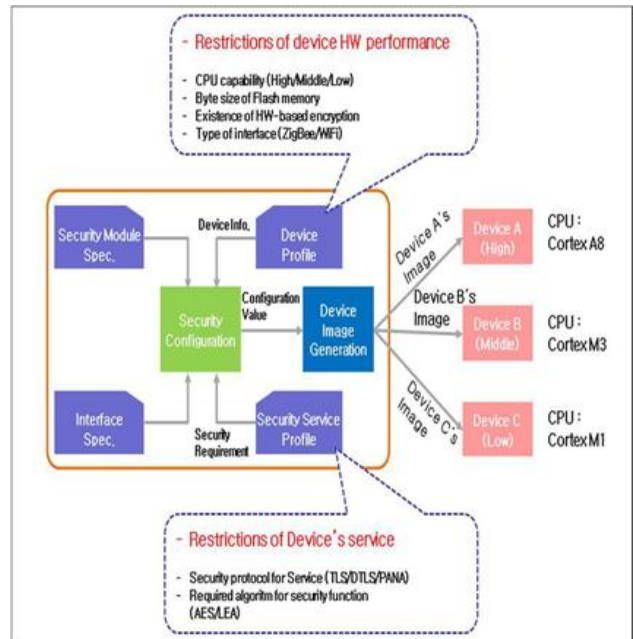 - Restrictions of device HW performance
- CPU capability (High/Middle/Low)
- Byte size of Flash memory
- Existence of HW-based encryption
- Type of interface (ZigBee/WiFi)
Security Module
Spec.
Device Info.
Device
Profile
Security
Configuration
Configuration
Value
Device
Image
Generation
Interface
Spec.
Security
Requirement
Security Service
Profile
Device A's
Image
Device B's
Image
Device C's
Image
Device A
(High)
CPU :
Cortex A8
Device B
(Middle)
CPU :
Cortex M3
Device C
(Low)
CPU :
Cortex M1
- Restrictions of Device's service
- Security protocol for Service (TLS/DTLS/PANA)
- Required algoritm for security function
(AES/LEA)